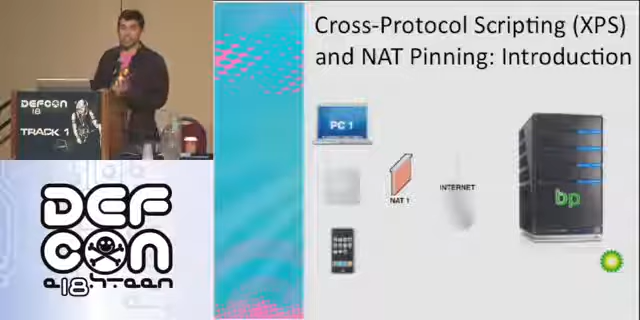 Cross-Protocol Scripting (XPS)
and NAT Pinning: Introduction
DEFCON
18
TRACK 1
PC 1
NAT 1
INTERNET
bp
DEF
CON
e18hteen